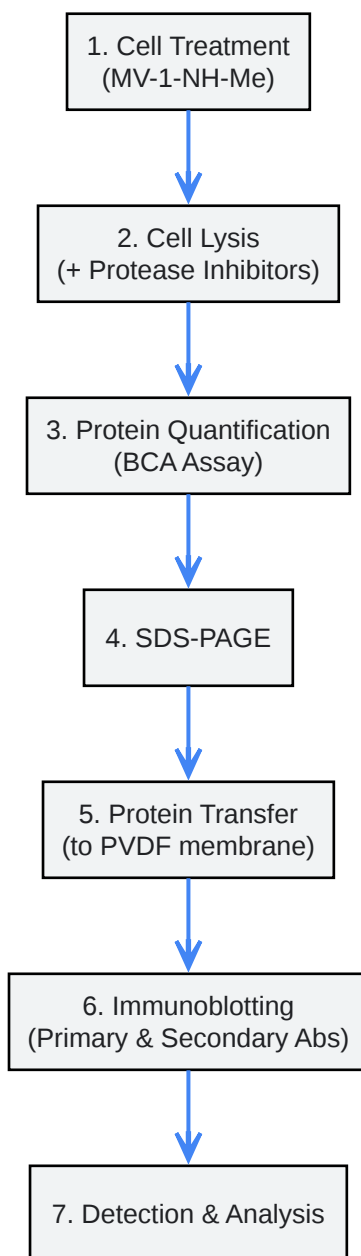 1. Cell Treatment
(MV-1-NH-Me)
2. Cell Lysis
(+ Protease Inhibitors)
3. Protein Quantification
(BCA Assay)
4. SDS-PAGE
5. Protein Transfer
(to PVDF membrane)
6. Immunoblotting
(Primary & Secondary Abs)
7. Detection & Analysis